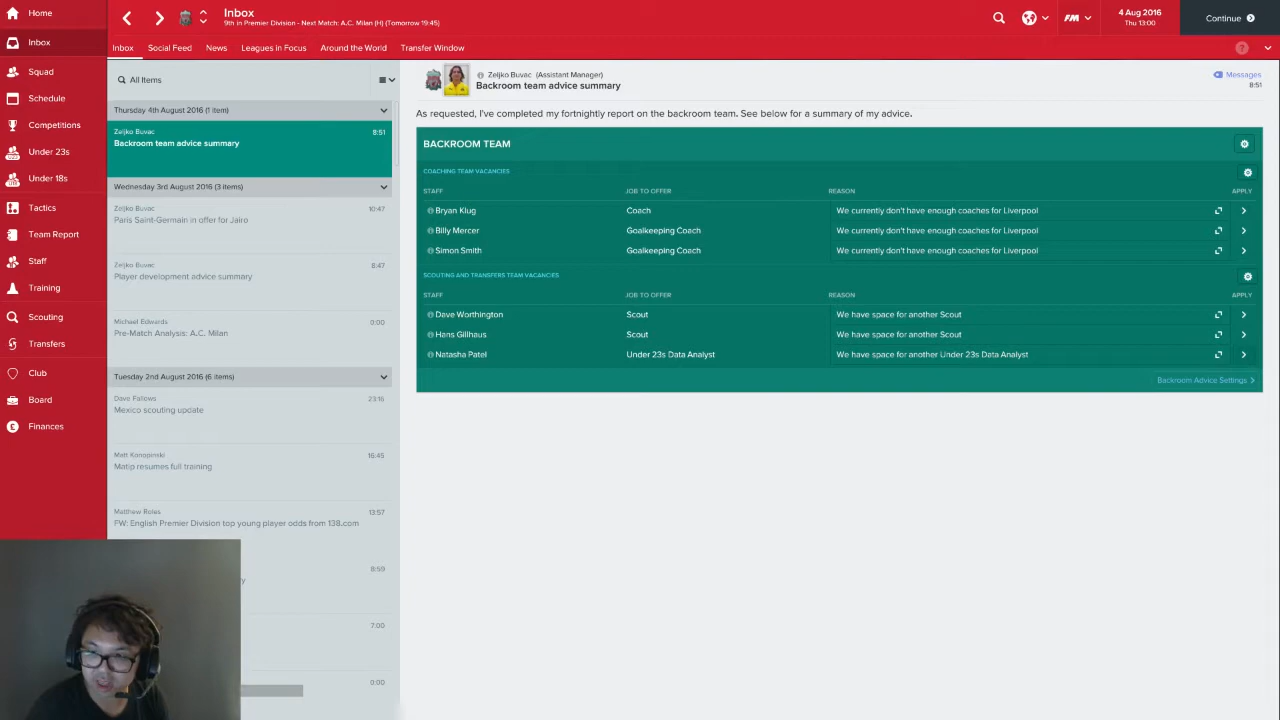 Home
Inbox
9th in Premier Division - Next Match: A.C. Milan (H) (Tomorrow 19:45)
FM
4 Aug 2016
Thu 13:00
Continue
Inbox
Squad
Schedule
Competitions
Under 23s
Under 18s
Tactics
Team Report
Staff
Training
Scouting
Transfers
Club
Board
Finances
Inbox Social Feed News Leagues in Focus Around the World Transfer Window
?
All Items
Thursday 4th August 2016 (1 item)
Zeljko Buvac 8:51
Backroom team advice summary
Wednesday 3rd August 2016 (3 items)
Zeljko Buvac 10:47
Paris Saint-Germain in offer for Jairo
Zeljko Buvac 8:47
Player development advice summary
Michael Edwards 0:00
Pre-Match Analysis: A.C. Milan
Tuesday 2nd August 2016 (6 items)
Dave Fallows 23:16
Mexico scouting update
Matt Konopinski 16:45
Matip resumes full training
Matthew Roles 13:57
FW: English Premier Division top young player odds from 138.com
8:59
7:00
0:00
Zeljko Buvac (Assistant Manager)
Backroom team advice summary
Messages
8:51
As requested, I've completed my fortnightly report on the backroom team. See below for a summary of my advice.
BACKROOM TEAM
COACHING TEAM VACANCIES
STAFF JOB TO OFFER REASON APPLY
Bryan Klug Coach We currently don't have enough coaches for Liverpool
Billy Mercer Goalkeeping Coach We currently don't have enough coaches for Liverpool
Simon Smith Goalkeeping Coach We currently don't have enough coaches for Liverpool
SCOUTING AND TRANSFERS TEAM VACANCIES
STAFF JOB TO OFFER REASON APPLY
Dave Worthington Scout We have space for another Scout
Hans Gillhaus Scout We have space for another Scout
Natasha Patel Under 23s Data Analyst We have space for another Under 23s Data Analyst
Backroom Advice Settings